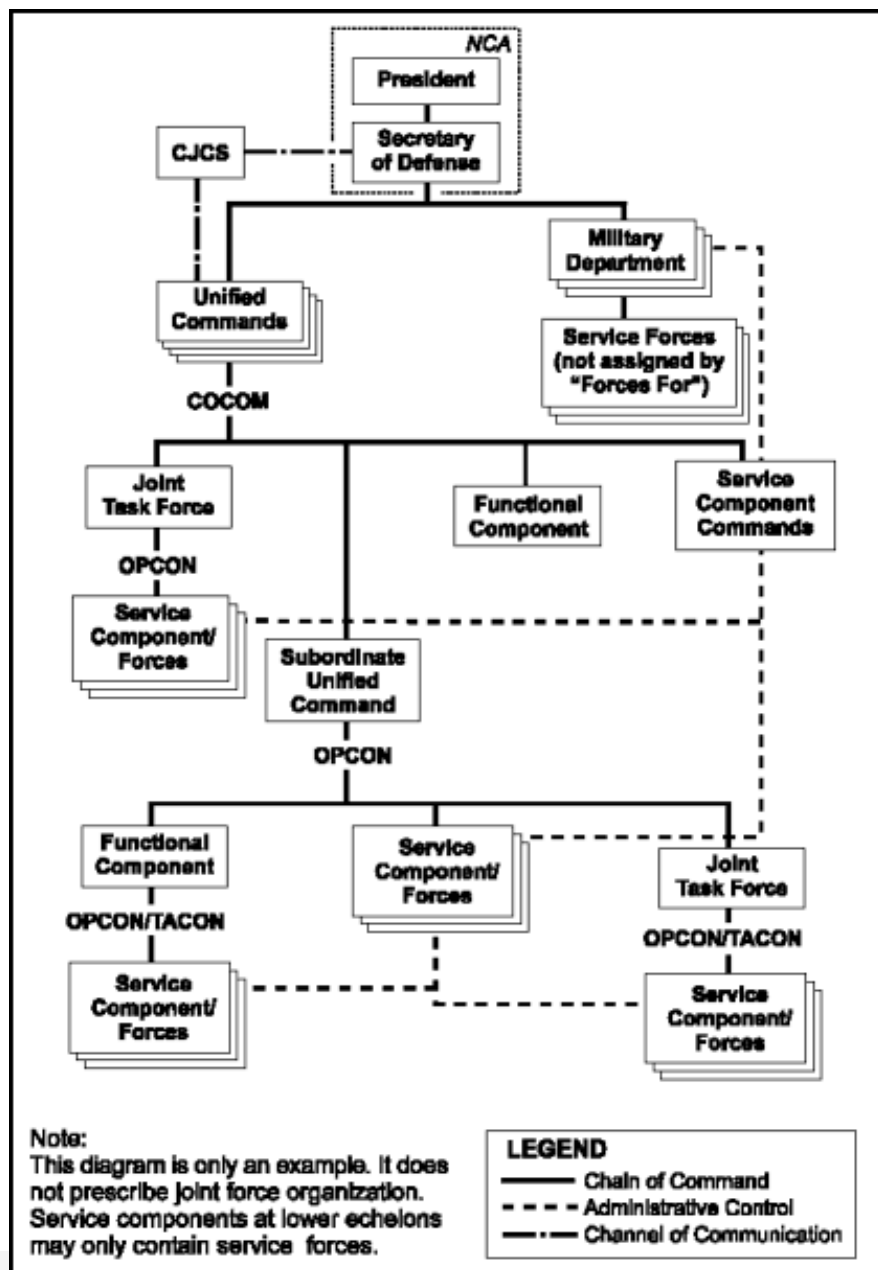 NCA
President
Secretary
of Defense
CJCS
Military
Department
Unified
Commands
Service Forces
(not assigned by
"Forces For")
COCOM
Joint
Task Force
Functional
Component
Service
Component
Commands
OPCON
Service
Component/
Forces
Subordinate
Unified
Command
OPCON
Functional
Component
Service
Component/
Forces
Joint
Task Force
OPCON/TACON
OPCON/TACON
Service
Component/
Forces
Service
Component/
Forces
Note:
This diagram is only an example. It does
not prescribe joint force organization.
Service components at lower echelons
may only contain service forces.
LEGEND
Chain of Command
Administrative Control
Channel of Communication